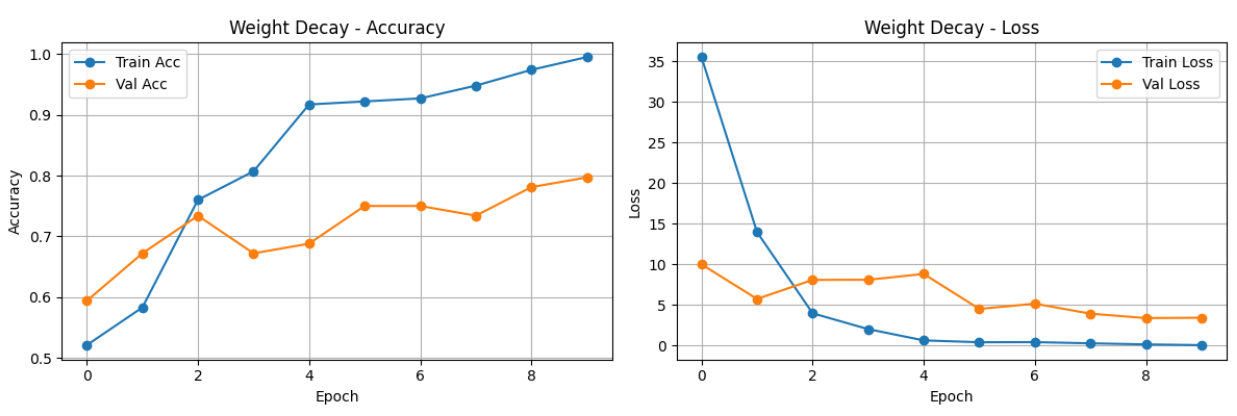 Weight Decay - Accuracy
1.0
0.9
0.8
0.7
0.6
0.5
Accuracy
Train Acc
Val Acc
0 2 4 6 8
Epoch
Weight Decay - Loss
35
30
25
20
15
10
5
0
Loss
Train Loss
Val Loss
0 2 4 6 8
Epoch